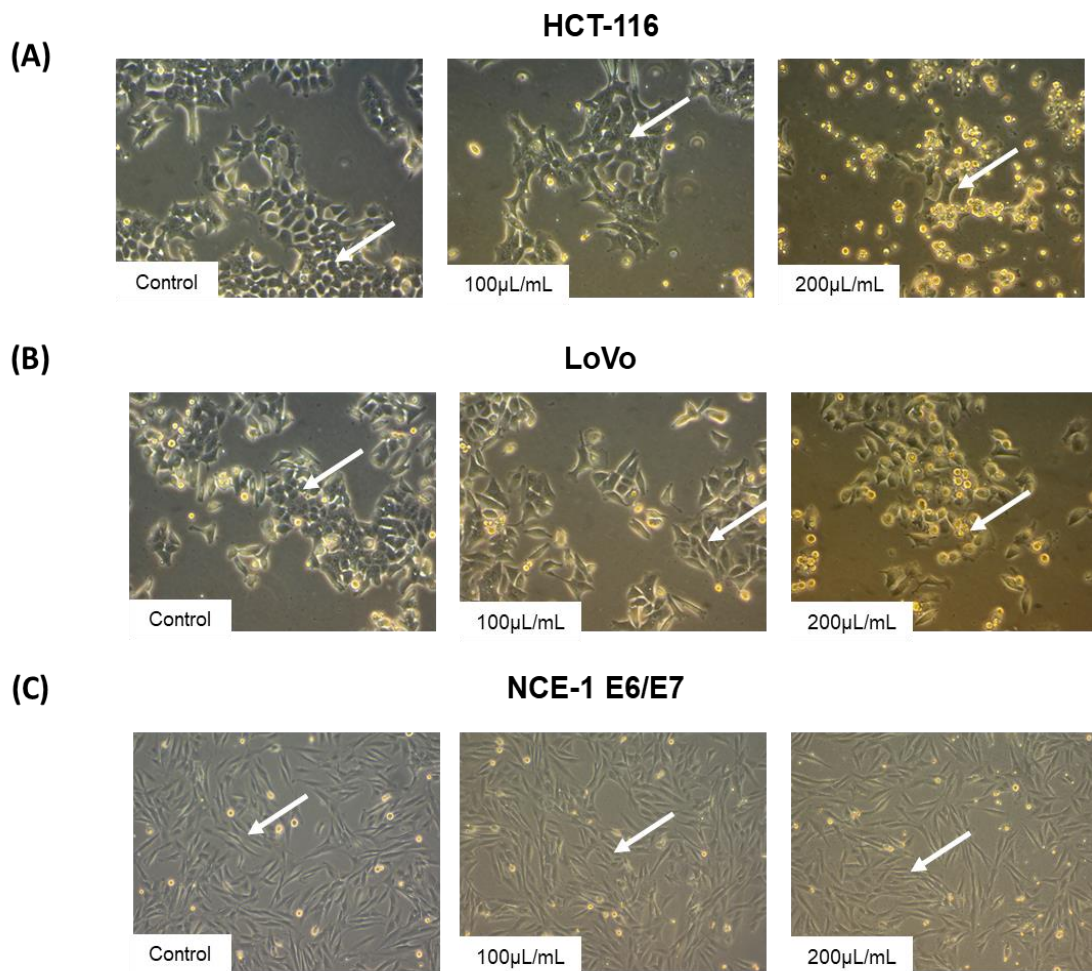 HCT-116
(A)
Control
100µL/mL
200µL/mL
(B)
LoVo
Control
100µL/mL
200µL/mL
(C)
NCE-1 E6/E7
Control
100µL/mL
200µL/mL